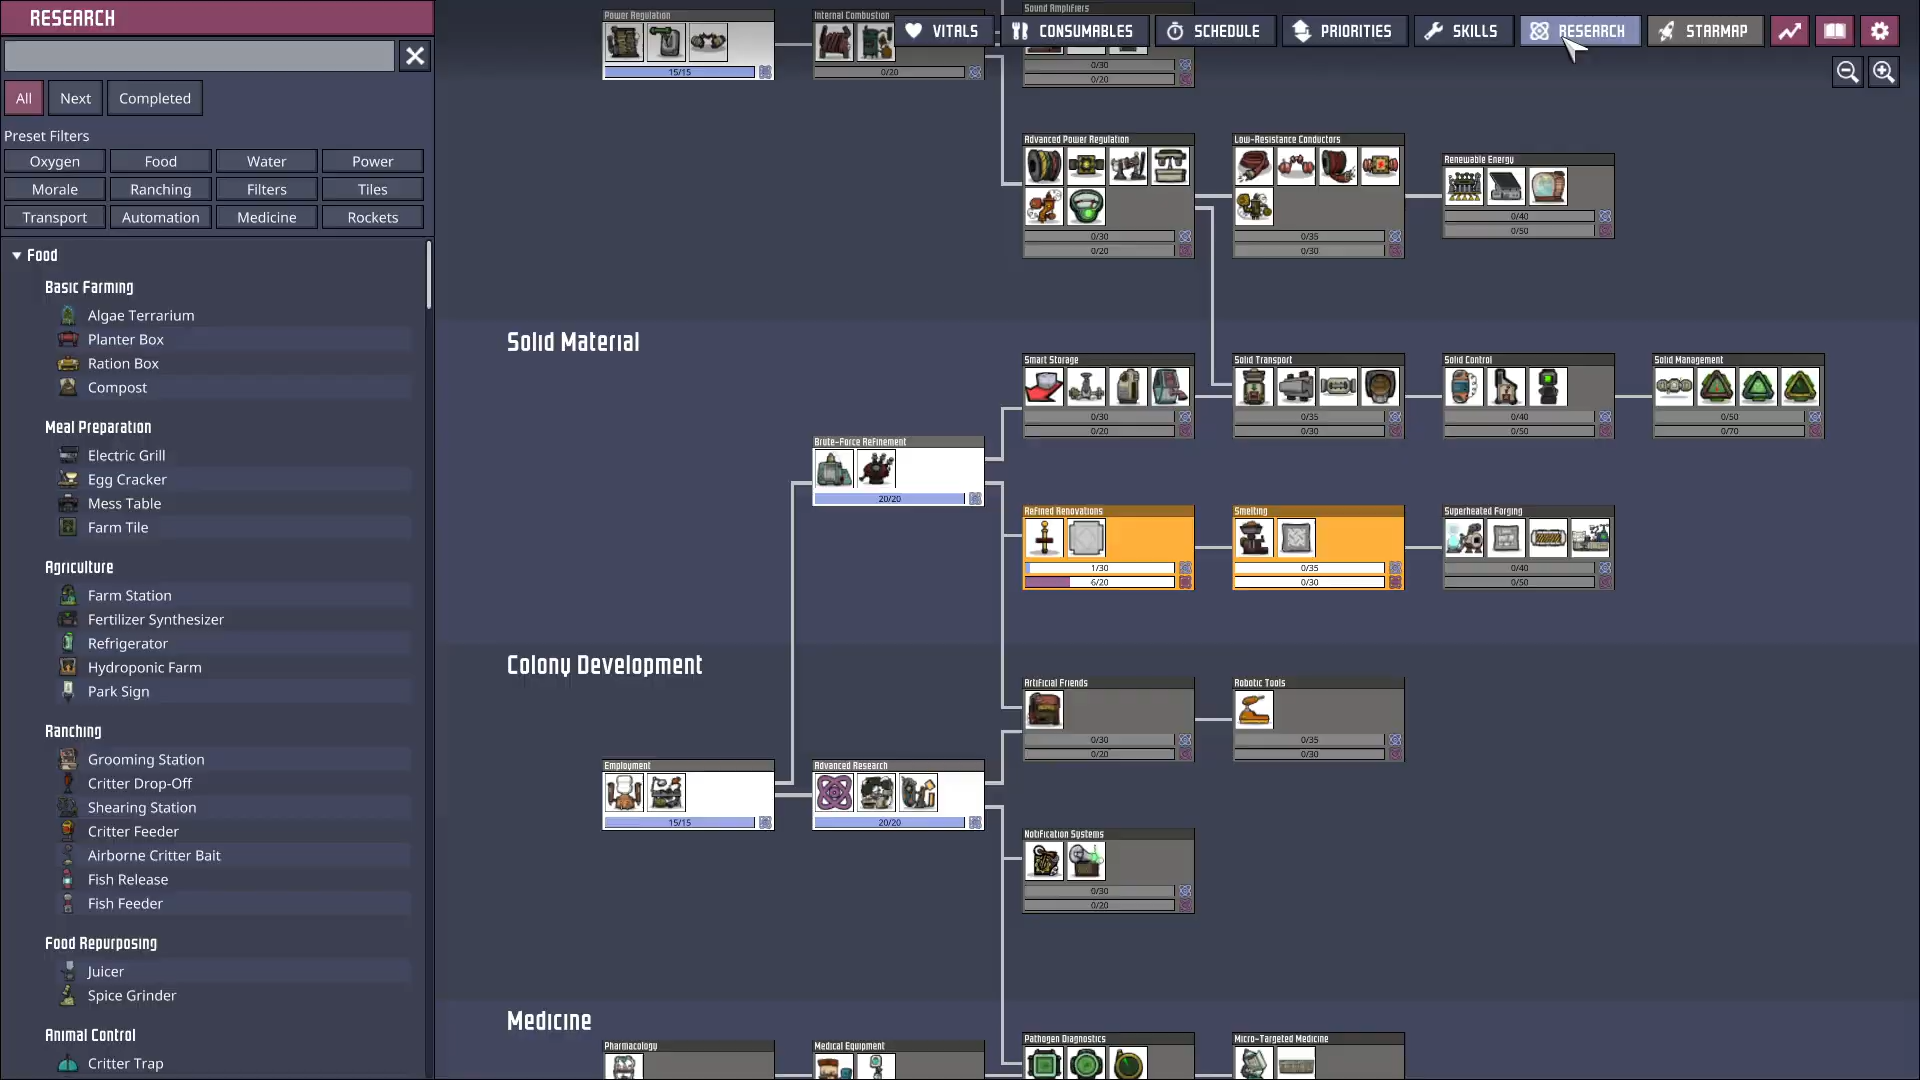 RESEARCH
All
Next
Completed
Preset Filters
Oxygen
Food
Water
Power
Morale
Ranching
Filters
Tiles
Transport
Automation
Medicine
Rockets
Food
Basic Farming
Algae Terrarium
Planter Box
Ration Box
Compost
Meal Preparation
Electric Grill
Egg Cracker
Mess Table
Farm Tile
Agriculture
Farm Station
Fertilizer Synthesizer
Refrigerator
Hydroponic Farm
Park Sign
Ranching
Grooming Station
Critter Drop-Off
Shearing Station
Critter Feeder
Airborne Critter Bait
Fish Release
Fish Feeder
Food Repurposing
Juicer
Spice Grinder
Animal Control
Critter Trap
VITALS
CONSUMABLES
SCHEDULE
PRIORITIES
SKILLS
RESEARCH
STARMAP
Power Regulation
15/15
Internal Combustion
0/20
Sound Amplifiers
0/30
0/20
Advanced Power Regulation
0/30
0/20
Low-Resistance Conductors
0/35
0/30
Renewable Energy
0/40
0/50
Solid Material
Smart Storage
0/30
0/20
Solid Transport
0/35
0/30
Solid Control
0/40
0/50
Solid Management
0/50
0/70
Brute-Force Refinement
20/20
Refined Renovations
1/30
6/20
Smelting
0/35
0/30
Superheated Forging
0/40
0/50
Colony Development
Artificial Friends
0/30
0/20
Robotic Tools
0/35
0/30
Employment
15/15
Advanced Research
20/20
Notification Systems
0/30
0/20
Medicine
Pharmacology
Medical Equipment
Pathogen Diagnostics
Micro-Targeted Medicine